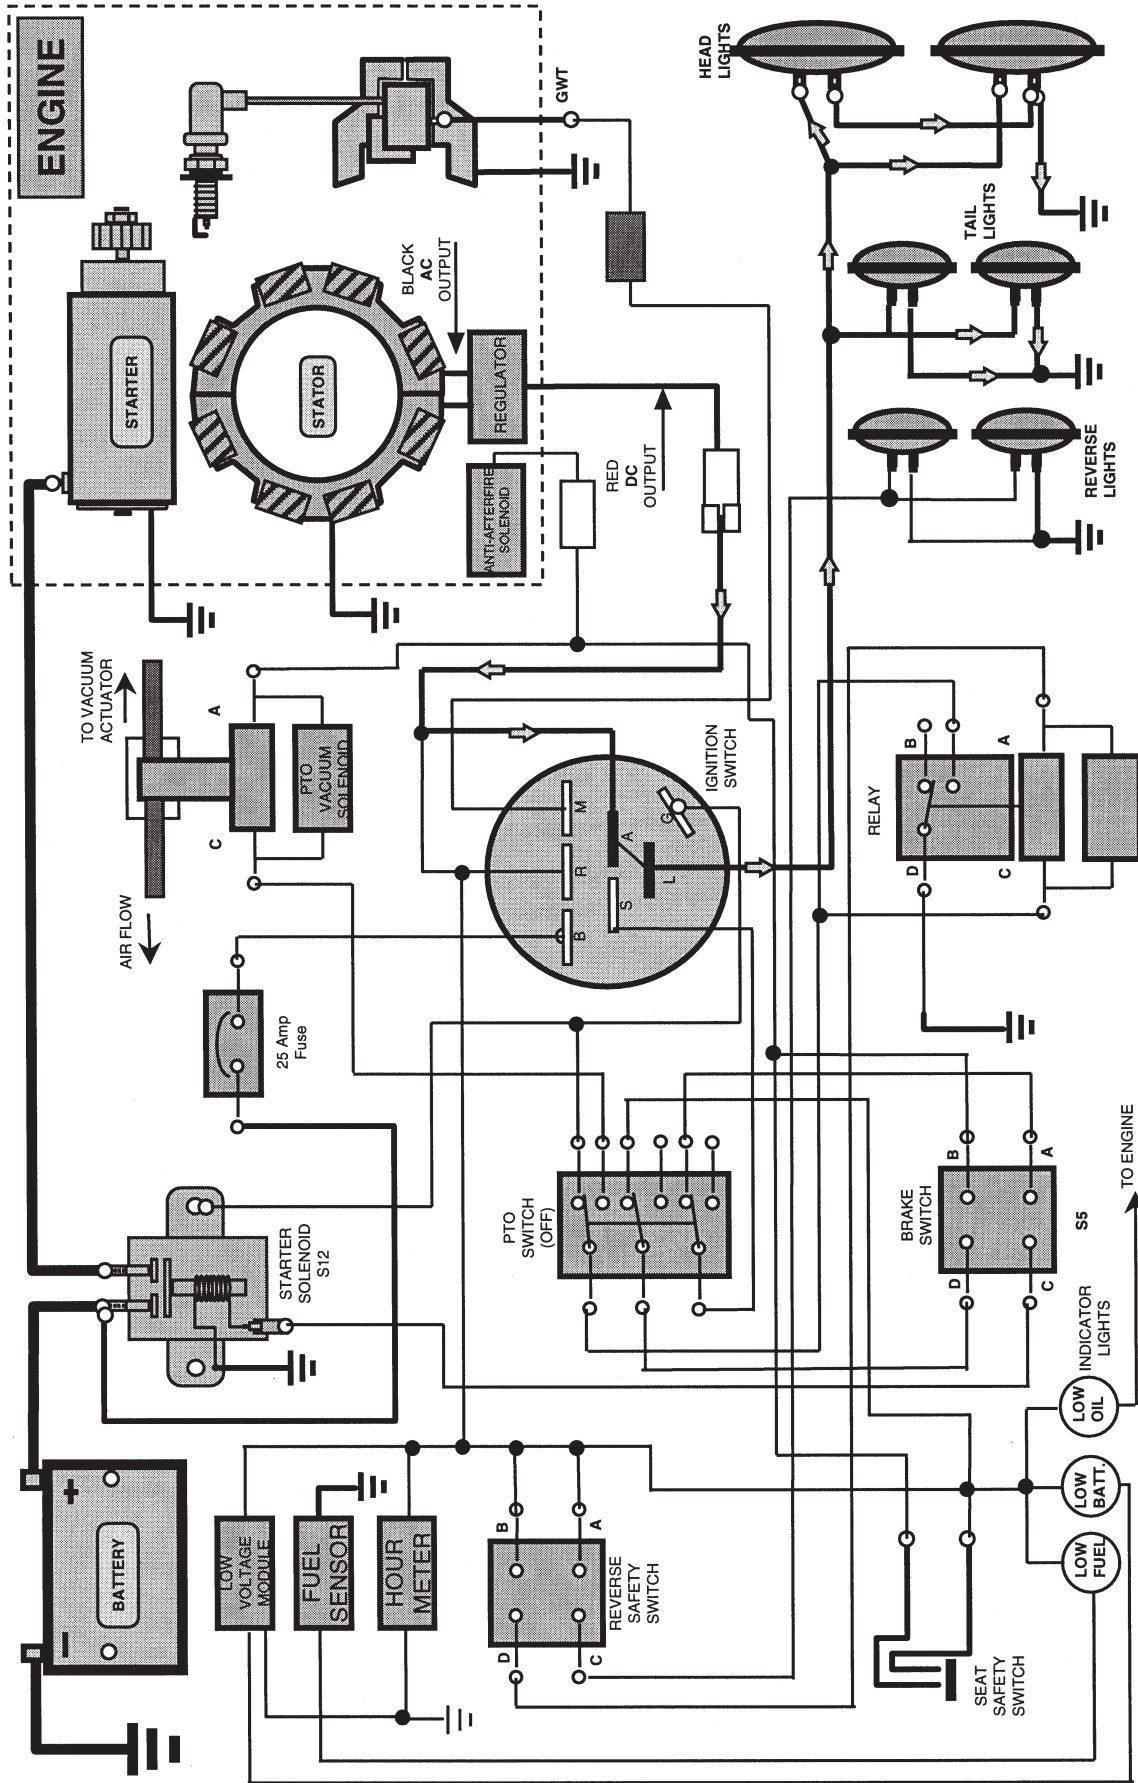 ENGINE
STARTER
STATOR
GWT
BLACK
AC
OUTPUT
REGULATOR
ANTI-AFTERFIRE
SOLENOID
RED
DC
OUTPUT
HEAD
LIGHTS
TAIL
LIGHTS
REVERSE
LIGHTS
TO VACUUM
ACTUATOR
AIR FLOW
A
C
PTO
VACUUM
SOLENOID
25 Amp
Fuse
IGNITION
SWITCH
M
R
B
G
A
L
S
RELAY
B
A
D
C
STARTER
SOLENOID
S12
PTO
SWITCH
(OFF)
BRAKE
SWITCH
B
A
D
C
S5
TO ENGINE
INDICATOR
LIGHTS
LOW
OIL
LOW
BATT.
LOW
FUEL
BATTERY
+
−
LOW
VOLTAGE
MODULE
FUEL
SENSOR
HOUR
METER
B
A
D
C
REVERSE
SAFETY
SWITCH
SEAT
SAFETY
SWITCH